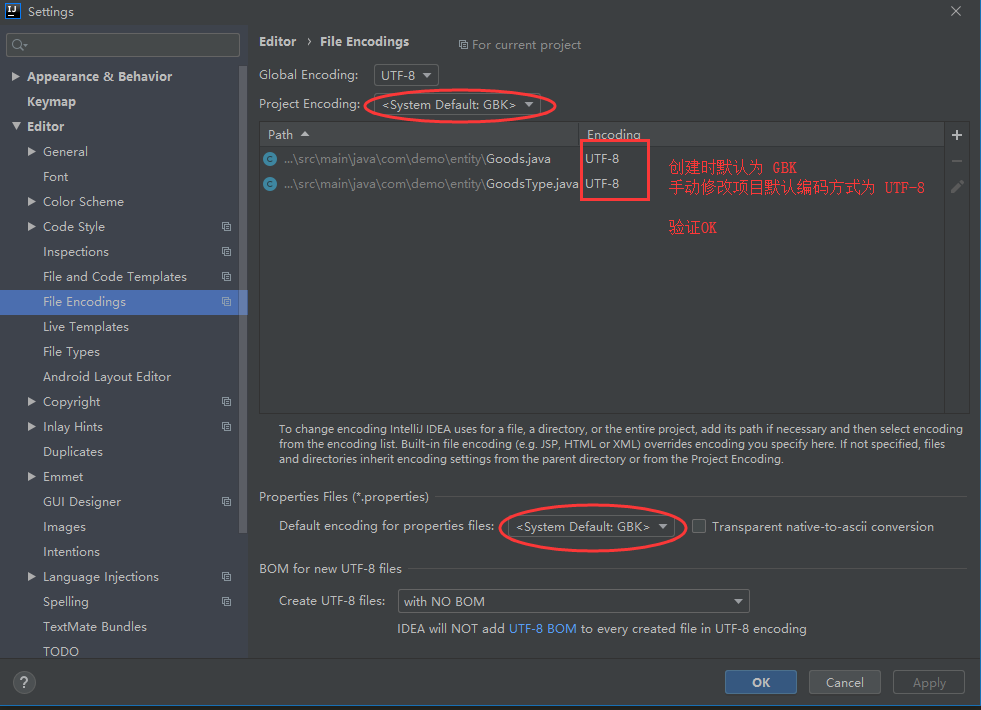 IJ
Settings
Editor › File Encodings
For current project
Appearance & Behavior
Keymap
Editor
General
Font
Color Scheme
Code Style
Inspections
File and Code Templates
File Encodings
Live Templates
File Types
Android Layout Editor
Copyright
Inlay Hints
Duplicates
Emmet
GUI Designer
Images
Intentions
Language Injections
Spelling
TextMate Bundles
TODO
Global Encoding: UTF-8
Project Encoding: <System Default: GBK>
Path Encoding
...\src\main\java\com\demo\entity\Goods.java UTF-8
...\src\main\java\com\demo\entity\GoodsType.java UTF-8
创建时默认为 GBK
手动修改项目默认编码方式为 UTF-8
验证OK
To change encoding IntelliJ IDEA uses for a file, a directory, or the entire project, add its path if necessary and then select encoding
from the encoding list. Built-in file encoding (e.g. JSP, HTML or XML) overrides encoding you specify here. If not specified, files
and directories inherit encoding settings from the parent directory or from the Project Encoding.
Properties Files (*.properties)
Default encoding for properties files: <System Default: GBK> Transparent native-to-ascii conversion
BOM for new UTF-8 files
Create UTF-8 files: with NO BOM
IDEA will NOT add UTF-8 BOM to every created file in UTF-8 encoding
? OK Cancel Apply